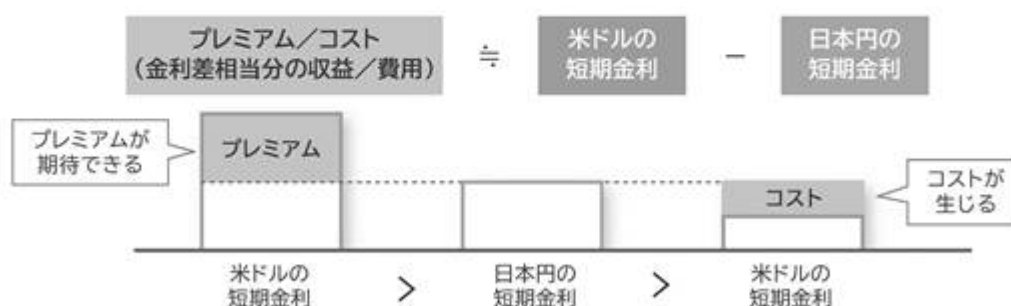 プレミアム／コスト
（金利差相当分の収益／費用）
≒
米ドルの
短期金利
－
日本円の
短期金利
プレミアムが
期待できる
プレミアム
コスト
コストが
生じる
米ドルの
短期金利
＞
日本円の
短期金利
＞
米ドルの
短期金利